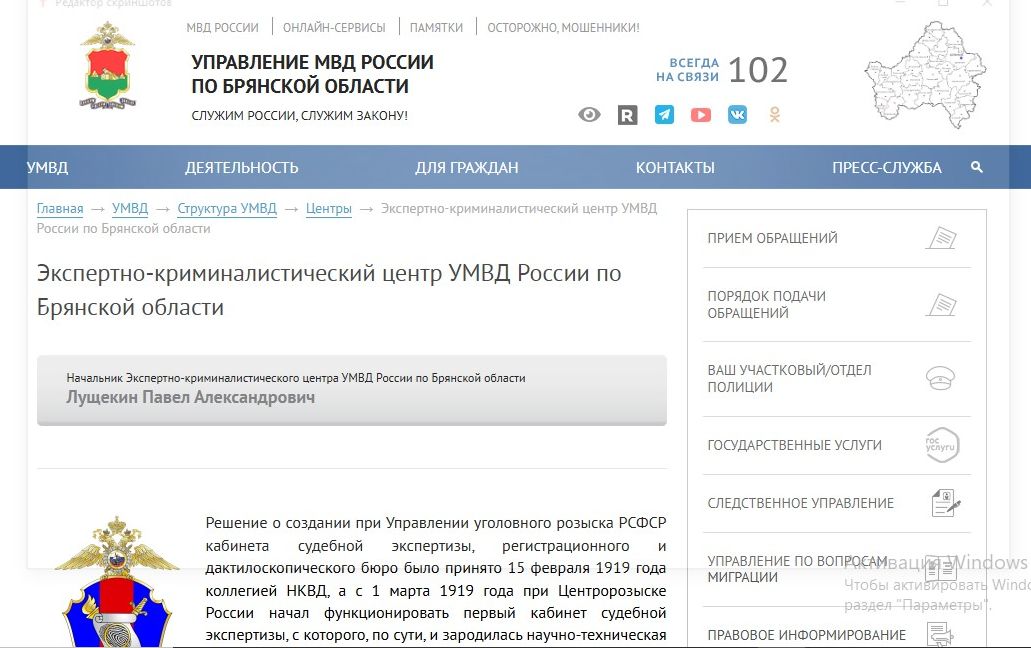 Редактор скриншотов
МВД РОССИИ
ОНЛАЙН-СЕРВИСЫ
ПАМЯТКИ
ОСТОРОЖНО, МОШЕННИКИ!
УПРАВЛЕНИЕ МВД РОССИИ
ПО БРЯНСКОЙ ОБЛАСТИ
СЛУЖИМ РОССИИ, СЛУЖИМ ЗАКОНУ!
ВСЕГДА
НА СВЯЗИ
102
УМВД
ДЕЯТЕЛЬНОСТЬ
ДЛЯ ГРАЖДАН
КОНТАКТЫ
ПРЕСС-СЛУЖБА
Главная → УМВД → Структура УМВД → Центры → Экспертно-криминалистический центр УМВД
России по Брянской области
Экспертно-криминалистический центр УМВД России по
Брянской области
Начальник Экспертно-криминалистического центра УМВД России по Брянской области
Лущекин Павел Александрович
Решение о создании при Управлении уголовного розыска РСФСР
кабинета судебной экспертизы, регистрационного и
дактилоскопического бюро было принято 15 февраля 1919 года
коллегией НКВД, а с 1 марта 1919 года при Центророзыске
России начал функционировать первый кабинет судебной
экспертизы, с которого, по сути, и зародилась научно-техническая
ПРИЕМ ОБРАЩЕНИЙ
ПОРЯДОК ПОДАЧИ
ОБРАЩЕНИЙ
ВАШ УЧАСТКОВЫЙ/ОТДЕЛ
ПОЛИЦИИ
ГОСУДАРСТВЕННЫЕ УСЛУГИ
гос
услуги
СЛЕДСТВЕННОЕ УПРАВЛЕНИЕ
УПРАВЛЕНИЕ ПО ВОПРОСАМ
МИГРАЦИИ
ПРАВОВОЕ ИНФОРМИРОВАНИЕ
Активация Windows
Чтобы активировать Windo
раздел "Параметры".